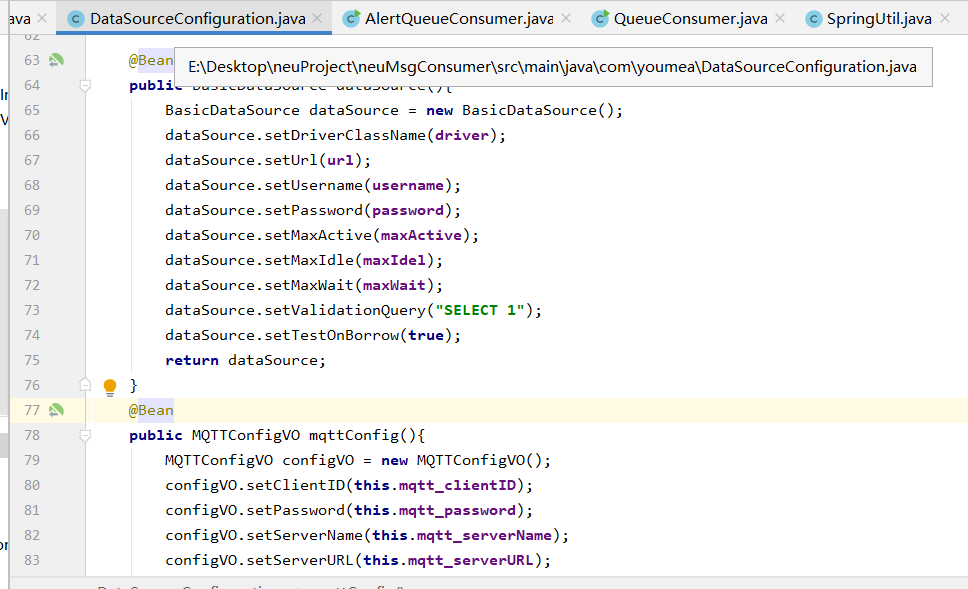 ava DataSourceConfiguration.java AlertQueueConsumer.java QueueConsumer.java SpringUtil.java
62
63 @Bean E:\Desktop\neuProject\neuMsgConsumer\src\main\java\com\youmea\DataSourceConfiguration.java
64 public BasicDataSource dataSource(){
65 BasicDataSource dataSource = new BasicDataSource();
66 dataSource.setDriverClassName(driver);
67 dataSource.setUrl(url);
68 dataSource.setUsername(username);
69 dataSource.setPassword(password);
70 dataSource.setMaxActive(maxActive);
71 dataSource.setMaxIdle(maxIdel);
72 dataSource.setMaxWait(maxWait);
73 dataSource.setValidationQuery("SELECT 1");
74 dataSource.setTestOnBorrow(true);
75 return dataSource;
76 }
77 @Bean
78 public MQTTConfigVO mqttConfig(){
79 MQTTConfigVO configVO = new MQTTConfigVO();
80 configVO.setClientID(this.mqtt_clientID);
81 configVO.setPassword(this.mqtt_password);
82 configVO.setServerName(this.mqtt_serverName);
83 configVO.setServerURL(this.mqtt_serverURL);